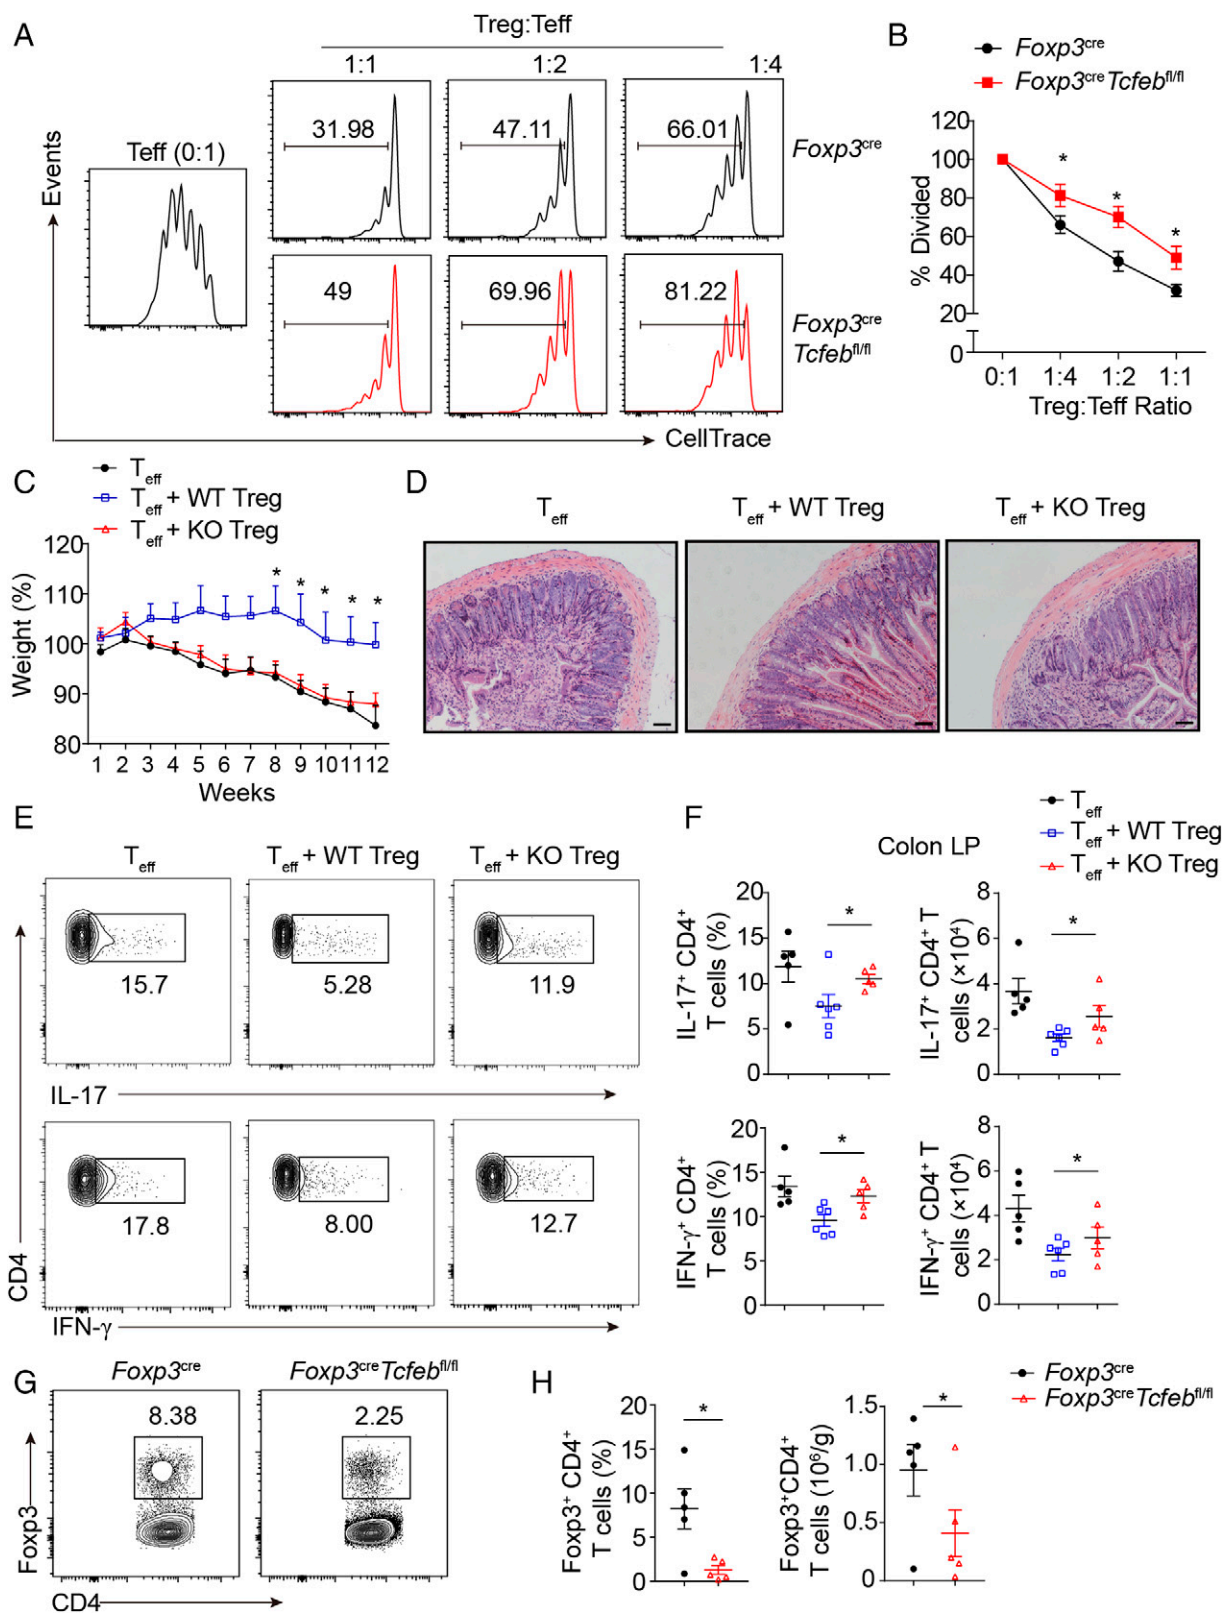 A
Treg:Teff
1:1
1:2
1:4
Teff (0:1)
Events
31.98
47.11
66.01
Foxp3cre
49
69.96
81.22
Foxp3cre
Tcfebfl/fl
CellTrace
B
Foxp3cre
Foxp3cre Tcfebfl/fl
% Divided
120
100
80
60
40
20
0
0:1
1:4
1:2
1:1
Treg:Teff Ratio
*
*
*
C
Teff
Teff + WT Treg
Teff + KO Treg
Weight (%)
120
110
100
90
80
* * * * *
1 2 3 4 5 6 7 8 9 10 11 12
Weeks
D
Teff
Teff + WT Treg
Teff + KO Treg
E
Teff
Teff + WT Treg
Teff + KO Treg
15.7
5.28
11.9
IL-17
17.8
8.00
12.7
CD4
IFN-γ
F
Teff
Teff + WT Treg
Teff + KO Treg
Colon LP
IL-17+ CD4+
T cells (%)
20
15
10
5
0
*
IL-17+ CD4+ T
cells (×104)
8
6
4
2
0
*
IFN-γ+ CD4+
T cells (%)
20
15
10
5
0
*
IFN-γ+ CD4+ T
cells (×104)
8
6
4
2
0
*
G
Foxp3cre
Foxp3cre Tcfebfl/fl
8.38
2.25
Foxp3
CD4
H
Foxp3cre
Foxp3cre Tcfebfl/fl
Foxp3+ CD4+
T cells (%)
20
15
10
5
0
*
Foxp3+CD4+
T cells (106/g)
1.5
1.0
0.5
0
*